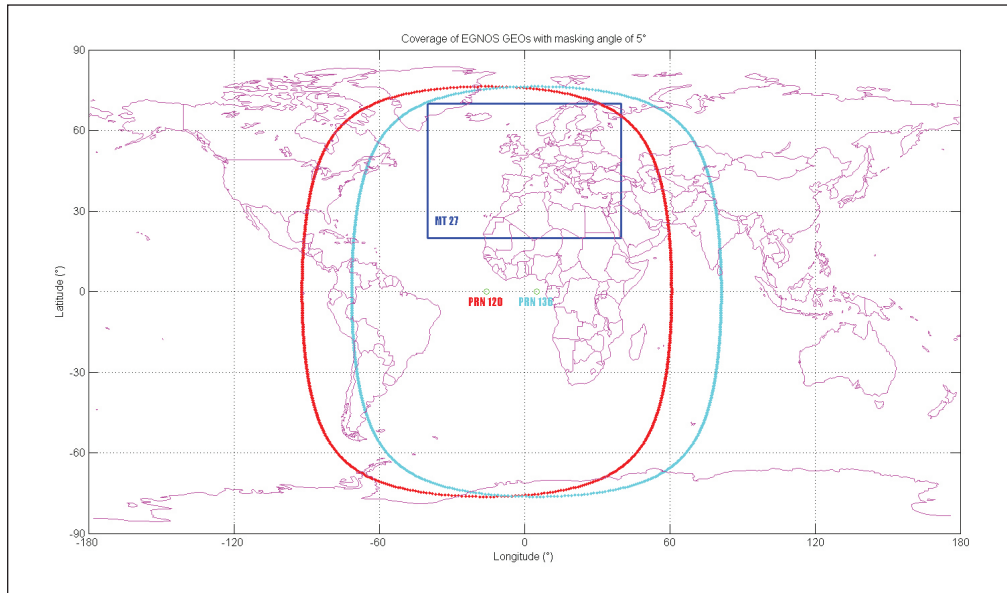 Coverage of EGNOS GEOs with masking angle of 5°
90
60
30
0
-30
-60
-90
Latitude (°)
MT 27
PRN 120 PRN 136
-180 -120 -60 0 60 120 180
Longitude (°)